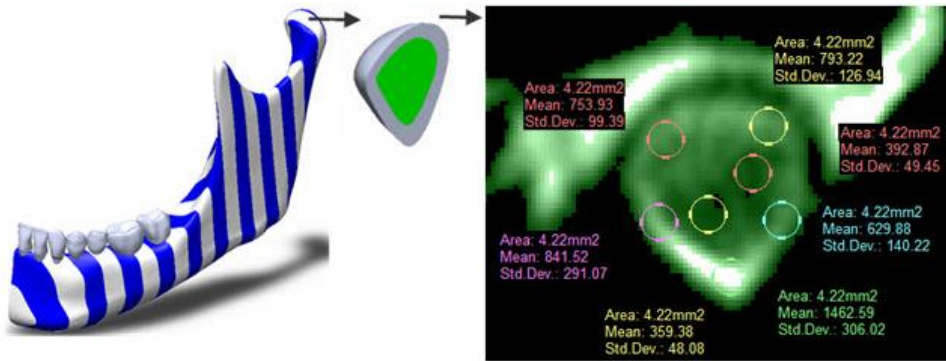 Area: 4.22mm2
Mean: 793.22
Std.Dev.: 126.94
Area: 4.22mm2
Mean: 753.93
Std.Dev.: 99.39
Area: 4.22mm2
Mean: 392.87
Std.Dev.: 49.45
Area: 4.22mm2
Mean: 629.88
Std.Dev.: 140.22
Area: 4.22mm2
Mean: 841.52
Std.Dev.: 291.07
Area: 4.22mm2
Mean: 1462.59
Std.Dev.: 306.02
Area: 4.22mm2
Mean: 359.38
Std.Dev.: 48.08